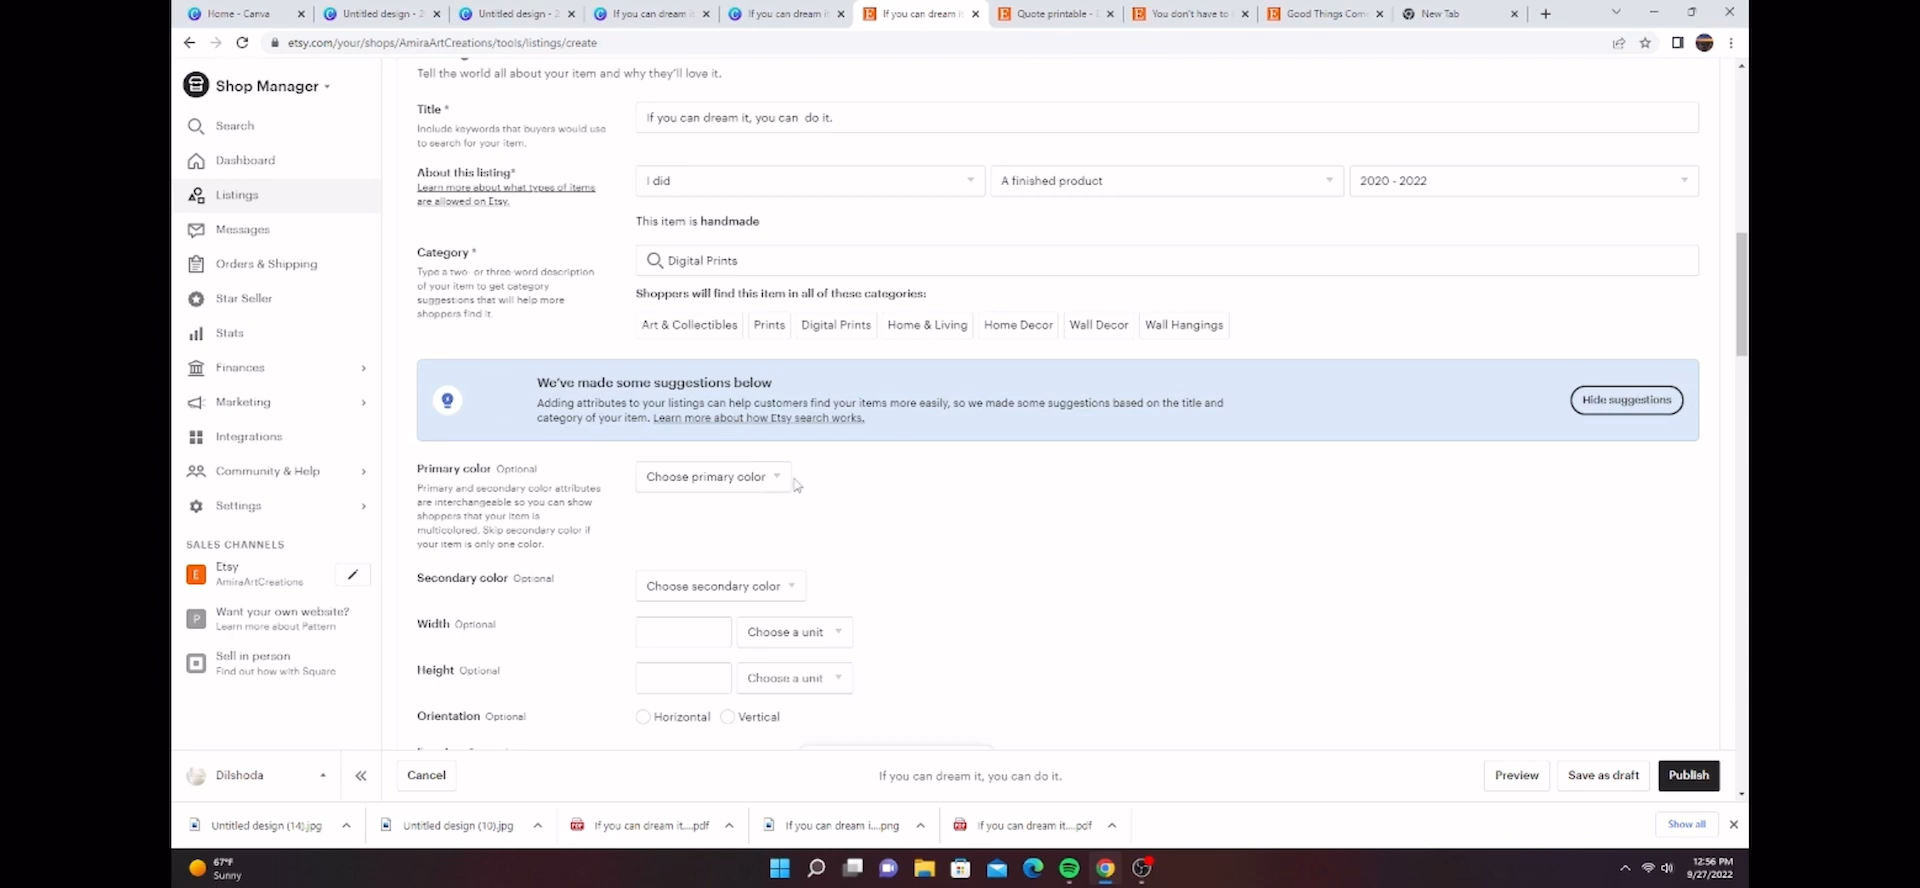 Home - Canva
Untitled design - 2
Untitled design - 2
If you can dream i
If you can dream i
If you can dream i
Quote printable -
You don't have to
Good Things Com
New Tab
etsy.com/your/shops/AmiraArtCreations/tools/listings/create
Shop Manager
Search
Dashboard
Listings
Messages
Orders & Shipping
Star Seller
Stats
Finances
Marketing
Integrations
Community & Help
Settings
SALES CHANNELS
E
Etsy
AmiraArtCreations
P
Want your own website?
Learn more about Pattern
Sell in person
Find out how with Square
Dilshoda
Tell the world all about your item and why they'll love it.
Title *
Include keywords that buyers would use
to search for your item.
If you can dream it, you can  do it.
About this listing*
Learn more about what types of items
are allowed on Etsy.
I did
A finished product
2020 - 2022
This item is handmade
Category *
Type a two- or three-word description
of your item to get category
suggestions that will help more
shoppers find it.
Digital Prints
Shoppers will find this item in all of these categories:
Art & Collectibles
Prints
Digital Prints
Home & Living
Home Decor
Wall Decor
Wall Hangings
We've made some suggestions below
Adding attributes to your listings can help customers find your items more easily, so we made some suggestions based on the title and
category of your item. Learn more about how Etsy search works.
Hide suggestions
Primary color Optional
Primary and secondary color attributes
are interchangeable so you can show
shoppers that your item is
multicolored. Skip secondary color if
your item is only one color.
Choose primary color
Secondary color Optional
Choose secondary color
Width Optional
Choose a unit
Height Optional
Choose a unit
Orientation Optional
Horizontal
Vertical
Cancel
If you can dream it, you can do it.
Preview
Save as draft
Publish
Untitled design (14).jpg
Untitled design (10).jpg
If you can dream it....pdf
If you can dream i....png
If you can dream it....pdf
Show all
67°F
Sunny
12:56 PM
9/27/2022